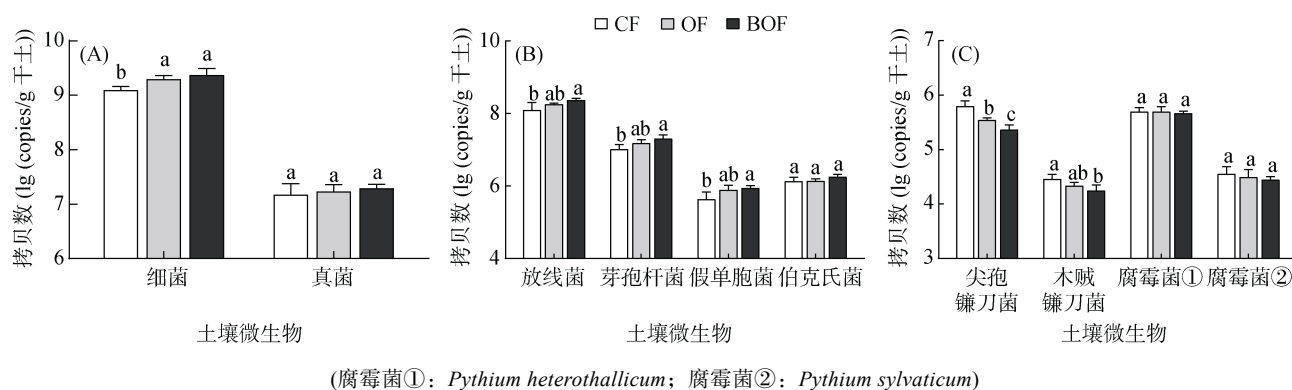 CF OF BOF
(A)
拷贝数 (lg (copies/g 干土))
10
9
8
7
6
b a a
a a a
细菌 真菌
土壤微生物
(B)
拷贝数 (lg (copies/g 干土))
10
8
6
4
b ab a
b ab a
b ab a
a a a
放线菌 芽孢杆菌 假单胞菌 伯克氏菌
土壤微生物
(C)
拷贝数 (lg (copies/g 干土))
7
6
5
4
3
a b c
a ab b
a a a
a a a
尖孢 木贼 腐霉菌① 腐霉菌②
镰刀菌 镰刀菌
土壤微生物
(腐霉菌①：Pythium heterothallicum；腐霉菌②：Pythium sylvaticum)